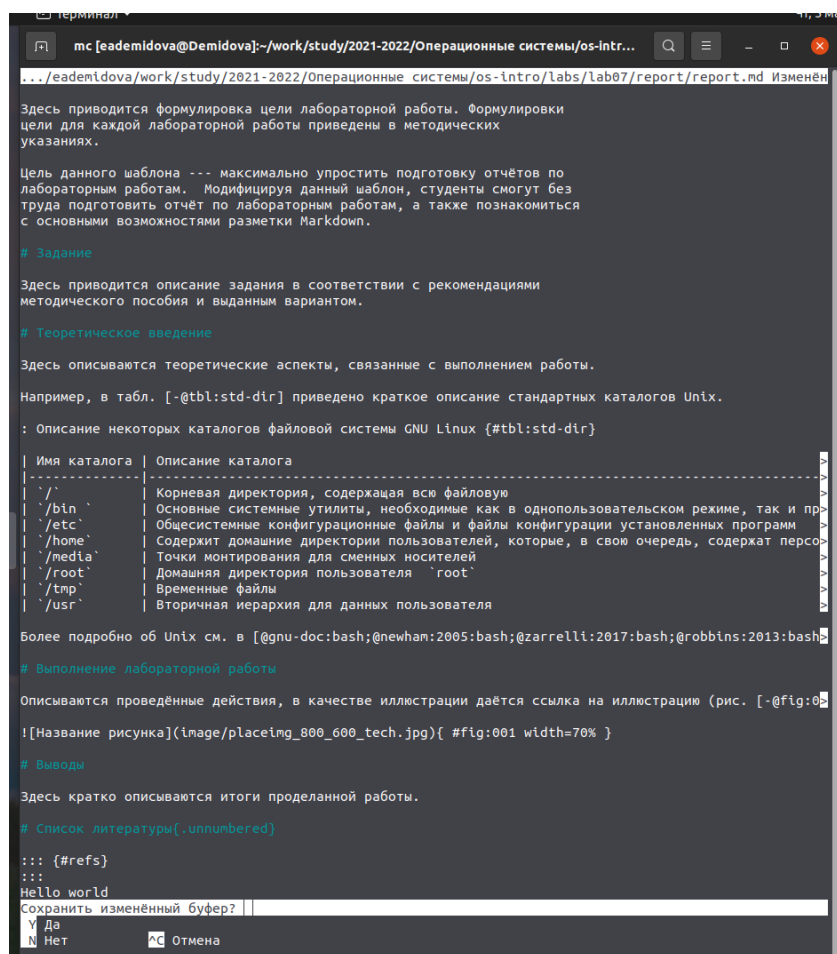 Терминал
mc [eademidova@Demidova]:~/work/study/2021-2022/Операционные системы/os-intr...
.../eademidova/work/study/2021-2022/Операционные системы/os-intro/labs/lab07/report/report.md Изменён
Здесь приводится формулировка цели лабораторной работы. Формулировки
цели для каждой лабораторной работы приведены в методических
указаниях.
Цель данного шаблона --- максимально упростить подготовку отчётов по
лабораторным работам.  Модифицируя данный шаблон, студенты смогут без
труда подготовить отчёт по лабораторным работам, а также познакомиться
с основными возможностями разметки Markdown.
# Задание
Здесь приводится описание задания в соответствии с рекомендациями
методического пособия и выданным вариантом.
# Теоретическое введение
Здесь описываются теоретические аспекты, связанные с выполнением работы.
Например, в табл. [-@tbl:std-dir] приведено краткое описание стандартных каталогов Unix.
: Описание некоторых каталогов файловой системы GNU Linux {#tbl:std-dir}
| Имя каталога | Описание каталога >
|--------------|--------------------------------------------------------------------------------->
| `/` | Корневая директория, содержащая всю файловую >
| `/bin ` | Основные системные утилиты, необходимые как в однопользовательском режиме, так и пр>
| `/etc` | Общесистемные конфигурационные файлы и файлы конфигурации установленных программ >
| `/home` | Содержит домашние директории пользователей, которые, в свою очередь, содержат персо>
| `/media` | Точки монтирования для сменных носителей >
| `/root` | Домашняя директория пользователя  `root` >
| `/tmp` | Временные файлы >
| `/usr` | Вторичная иерархия для данных пользователя >
Более подробно об Unix см. в [@gnu-doc:bash;@newham:2005:bash;@zarrelli:2017:bash;@robbins:2013:bash>
# Выполнение лабораторной работы
Описываются проведённые действия, в качестве иллюстрации даётся ссылка на иллюстрацию (рис. [-@fig:0>
![Название рисунка](image/placeimg_800_600_tech.jpg){ #fig:001 width=70% }
# Выводы
Здесь кратко описываются итоги проделанной работы.
# Список литературы{.unnumbered}
::: {#refs}
:::
Hello world
Сохранить изменённый буфер?
Y Да
N Нет ^C Отмена